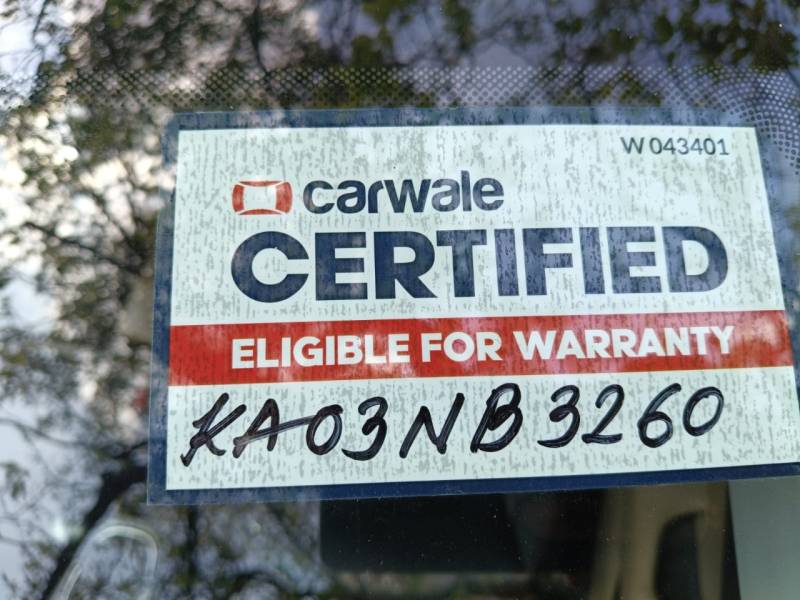 W 043401
carwale
CERTIFIED
ELIGIBLE FOR WARRANTY
KA03NB3260